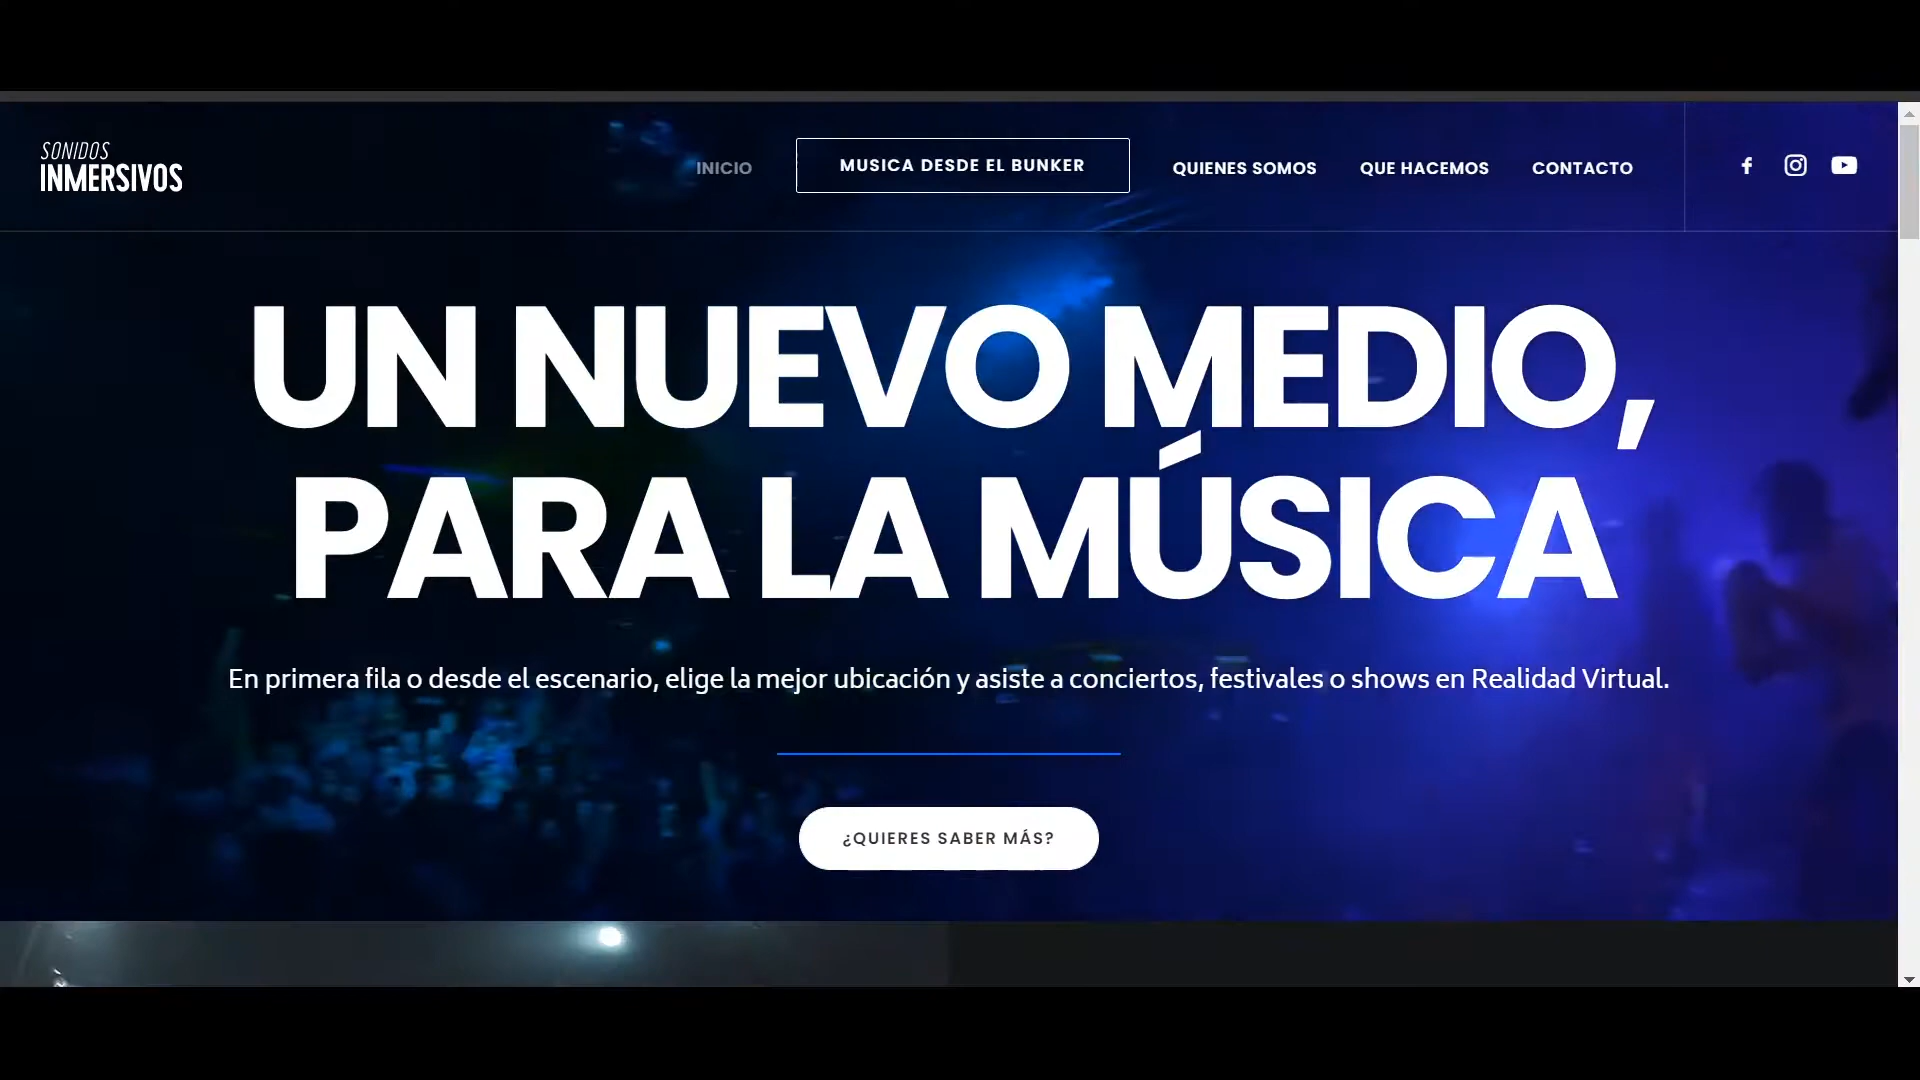 SONIDOS
INMERSIVOS
INICIO
MUSICA DESDE EL BUNKER
QUIENES SOMOS
QUE HACEMOS
CONTACTO
UN NUEVO MEDIO,
PARA LA MÚSICA
En primera fila o desde el escenario, elige la mejor ubicación y asiste a conciertos, festivales o shows en Realidad Virtual.
¿QUIERES SABER MÁS?